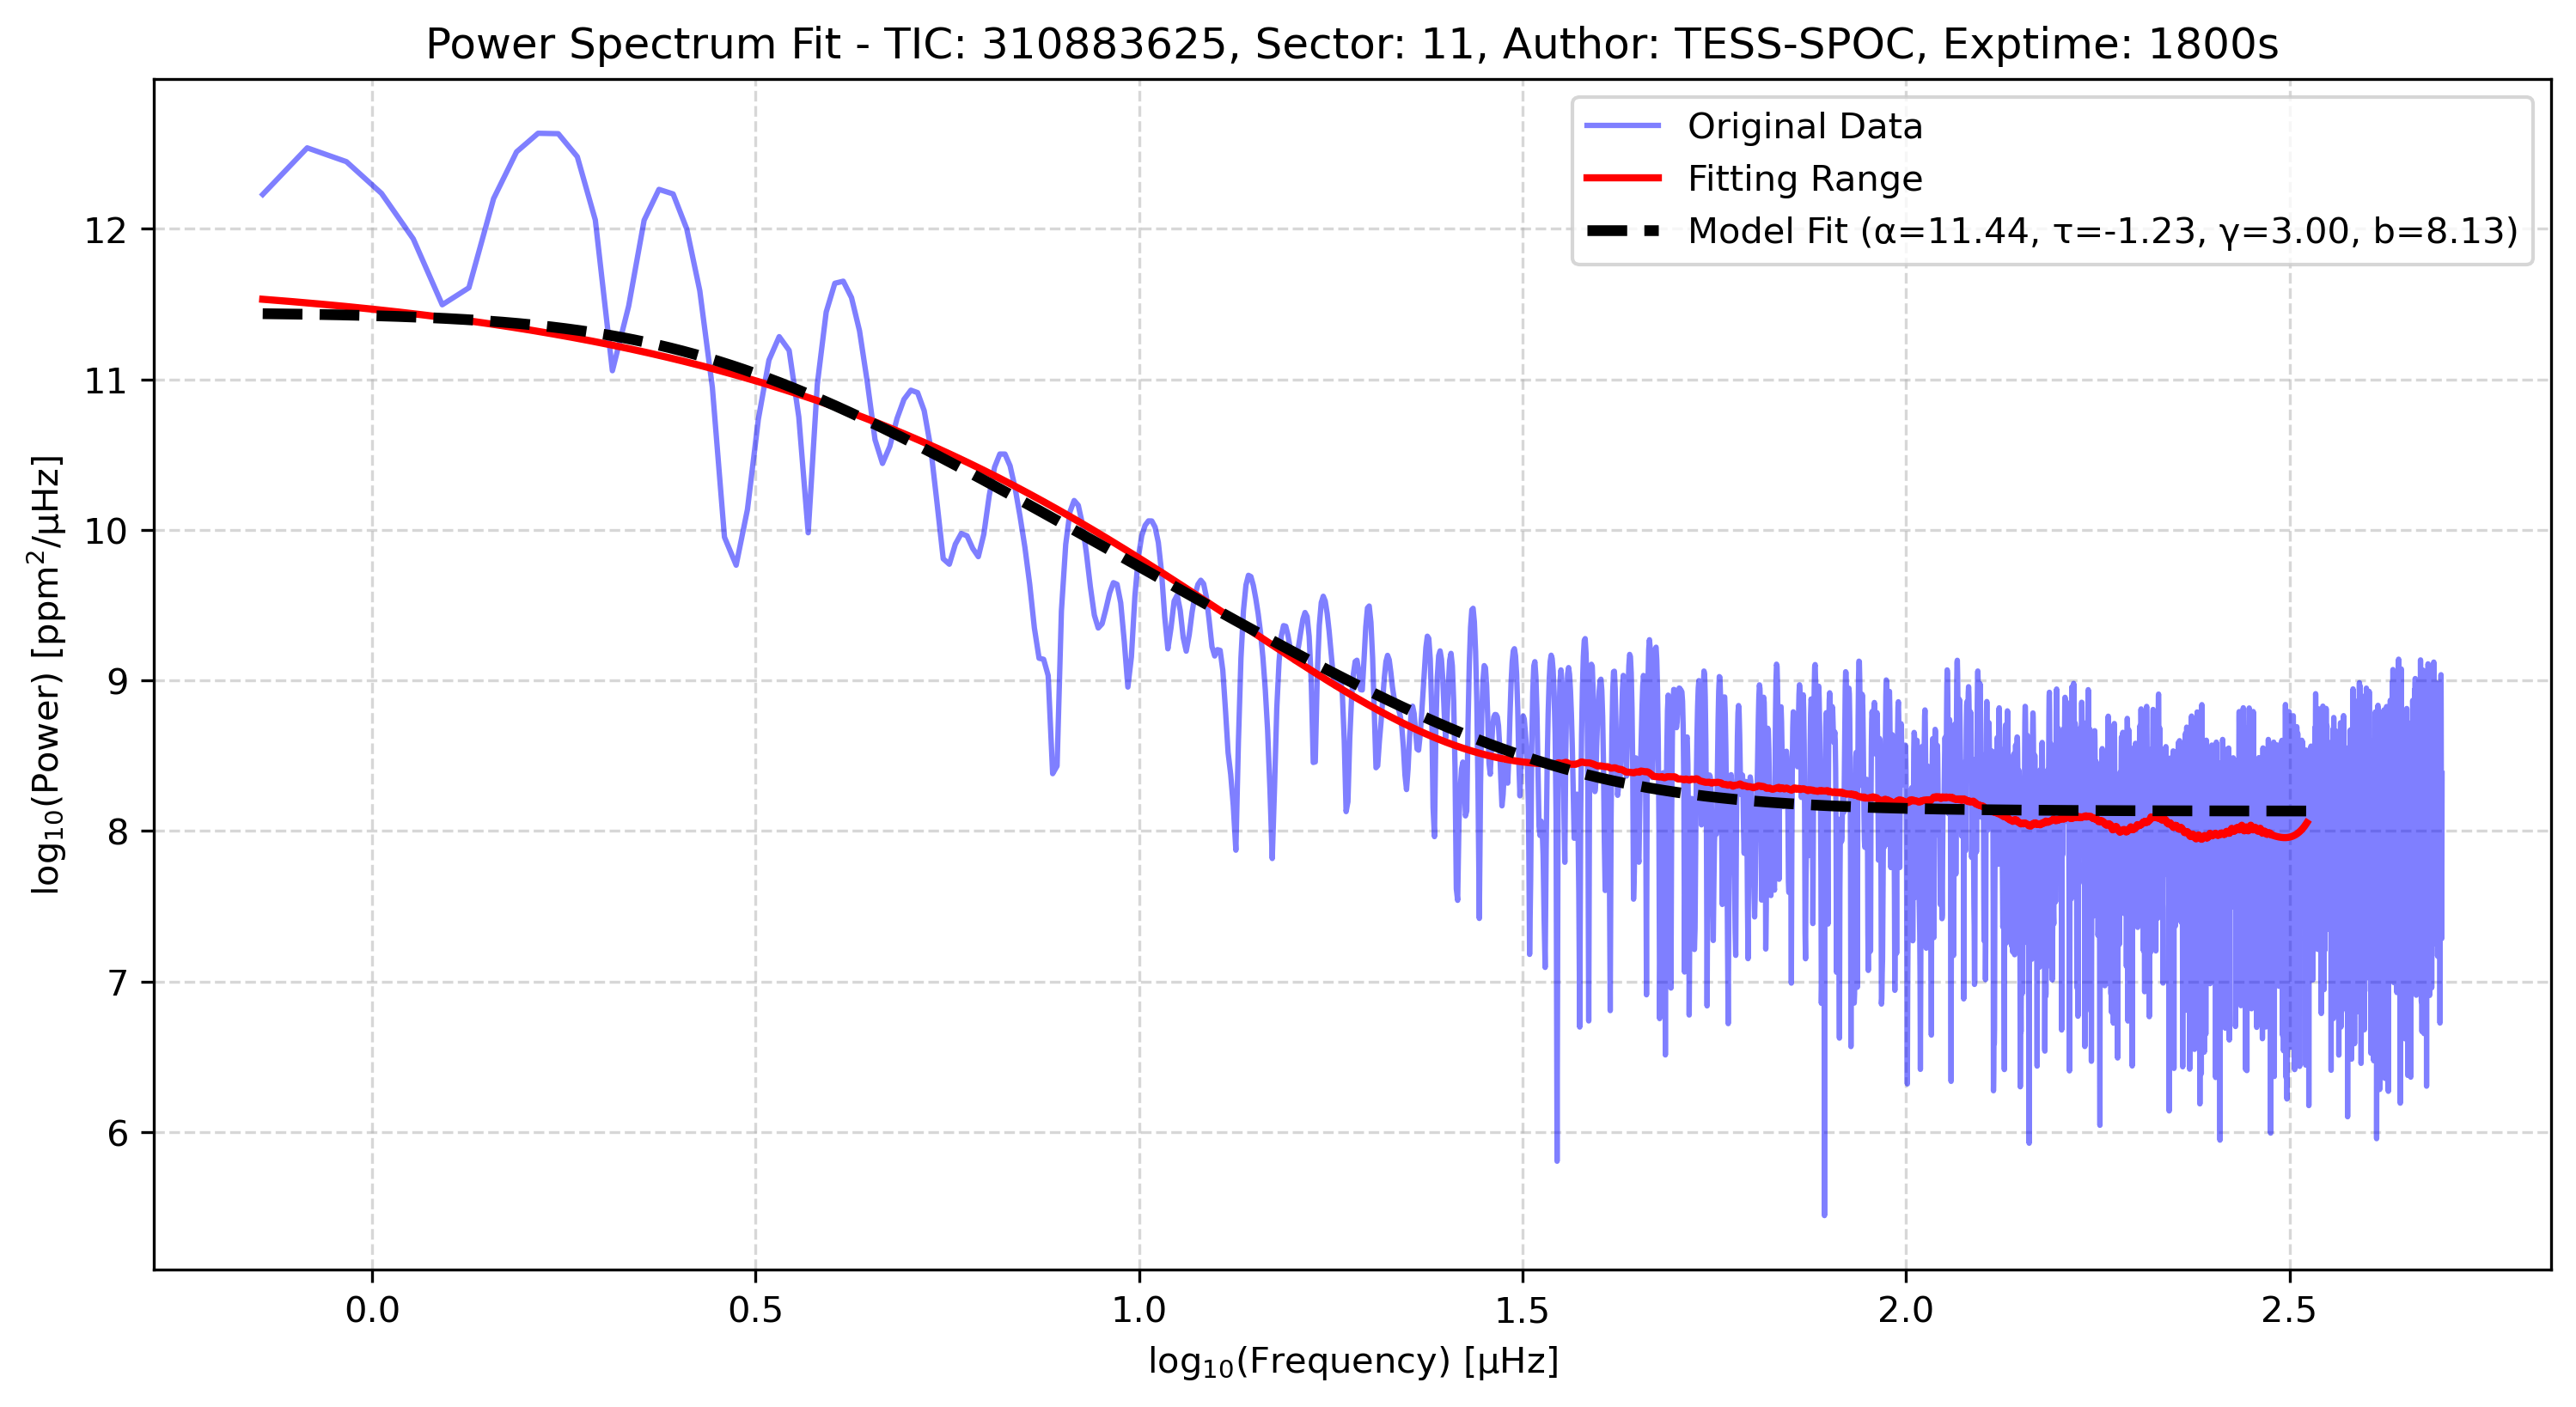 Power Spectrum Fit - TIC: 310883625, Sector: 11, Author: TESS-SPOC, Exptime: 1800s
Original Data
Fitting Range
Model Fit (α=11.44, τ=-1.23, γ=3.00, b=8.13)
log₁₀(Power) [ppm²/μHz]
12
11
10
9
8
7
6
0.0 0.5 1.0 1.5 2.0 2.5
log₁₀(Frequency) [μHz]